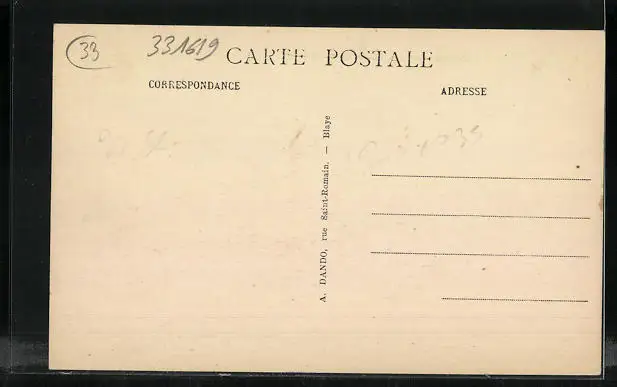 33
331619
CARTE POSTALE
CORRESPONDANCE
ADRESSE
A. DANDO, rue Saint-Romain. — Blaye